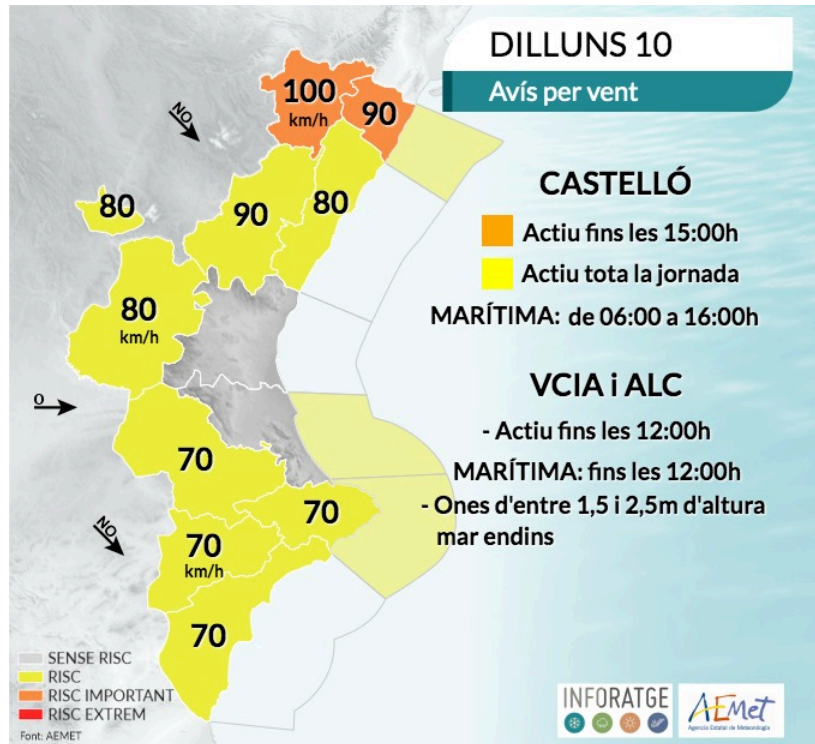 DILLUNS 10
Avís per vent
NO
100
km/h
90
80
90
80
80
km/h
O
70
NO
70
70
km/h
70
CASTELLÓ
Actiu fins les 15:00h
Actiu tota la jornada
MARÍTIMA: de 06:00 a 16:00h
VCIA i ALC
- Actiu fins les 12:00h
MARÍTIMA: fins les 12:00h
- Ones d'entre 1,5 i 2,5m d'altura
mar endins
SENSE RISC
RISC
RISC IMPORTANT
RISC EXTREM
Font: AEMET
INFORATGE
AEMet
Agencia Estatal de Meteorología